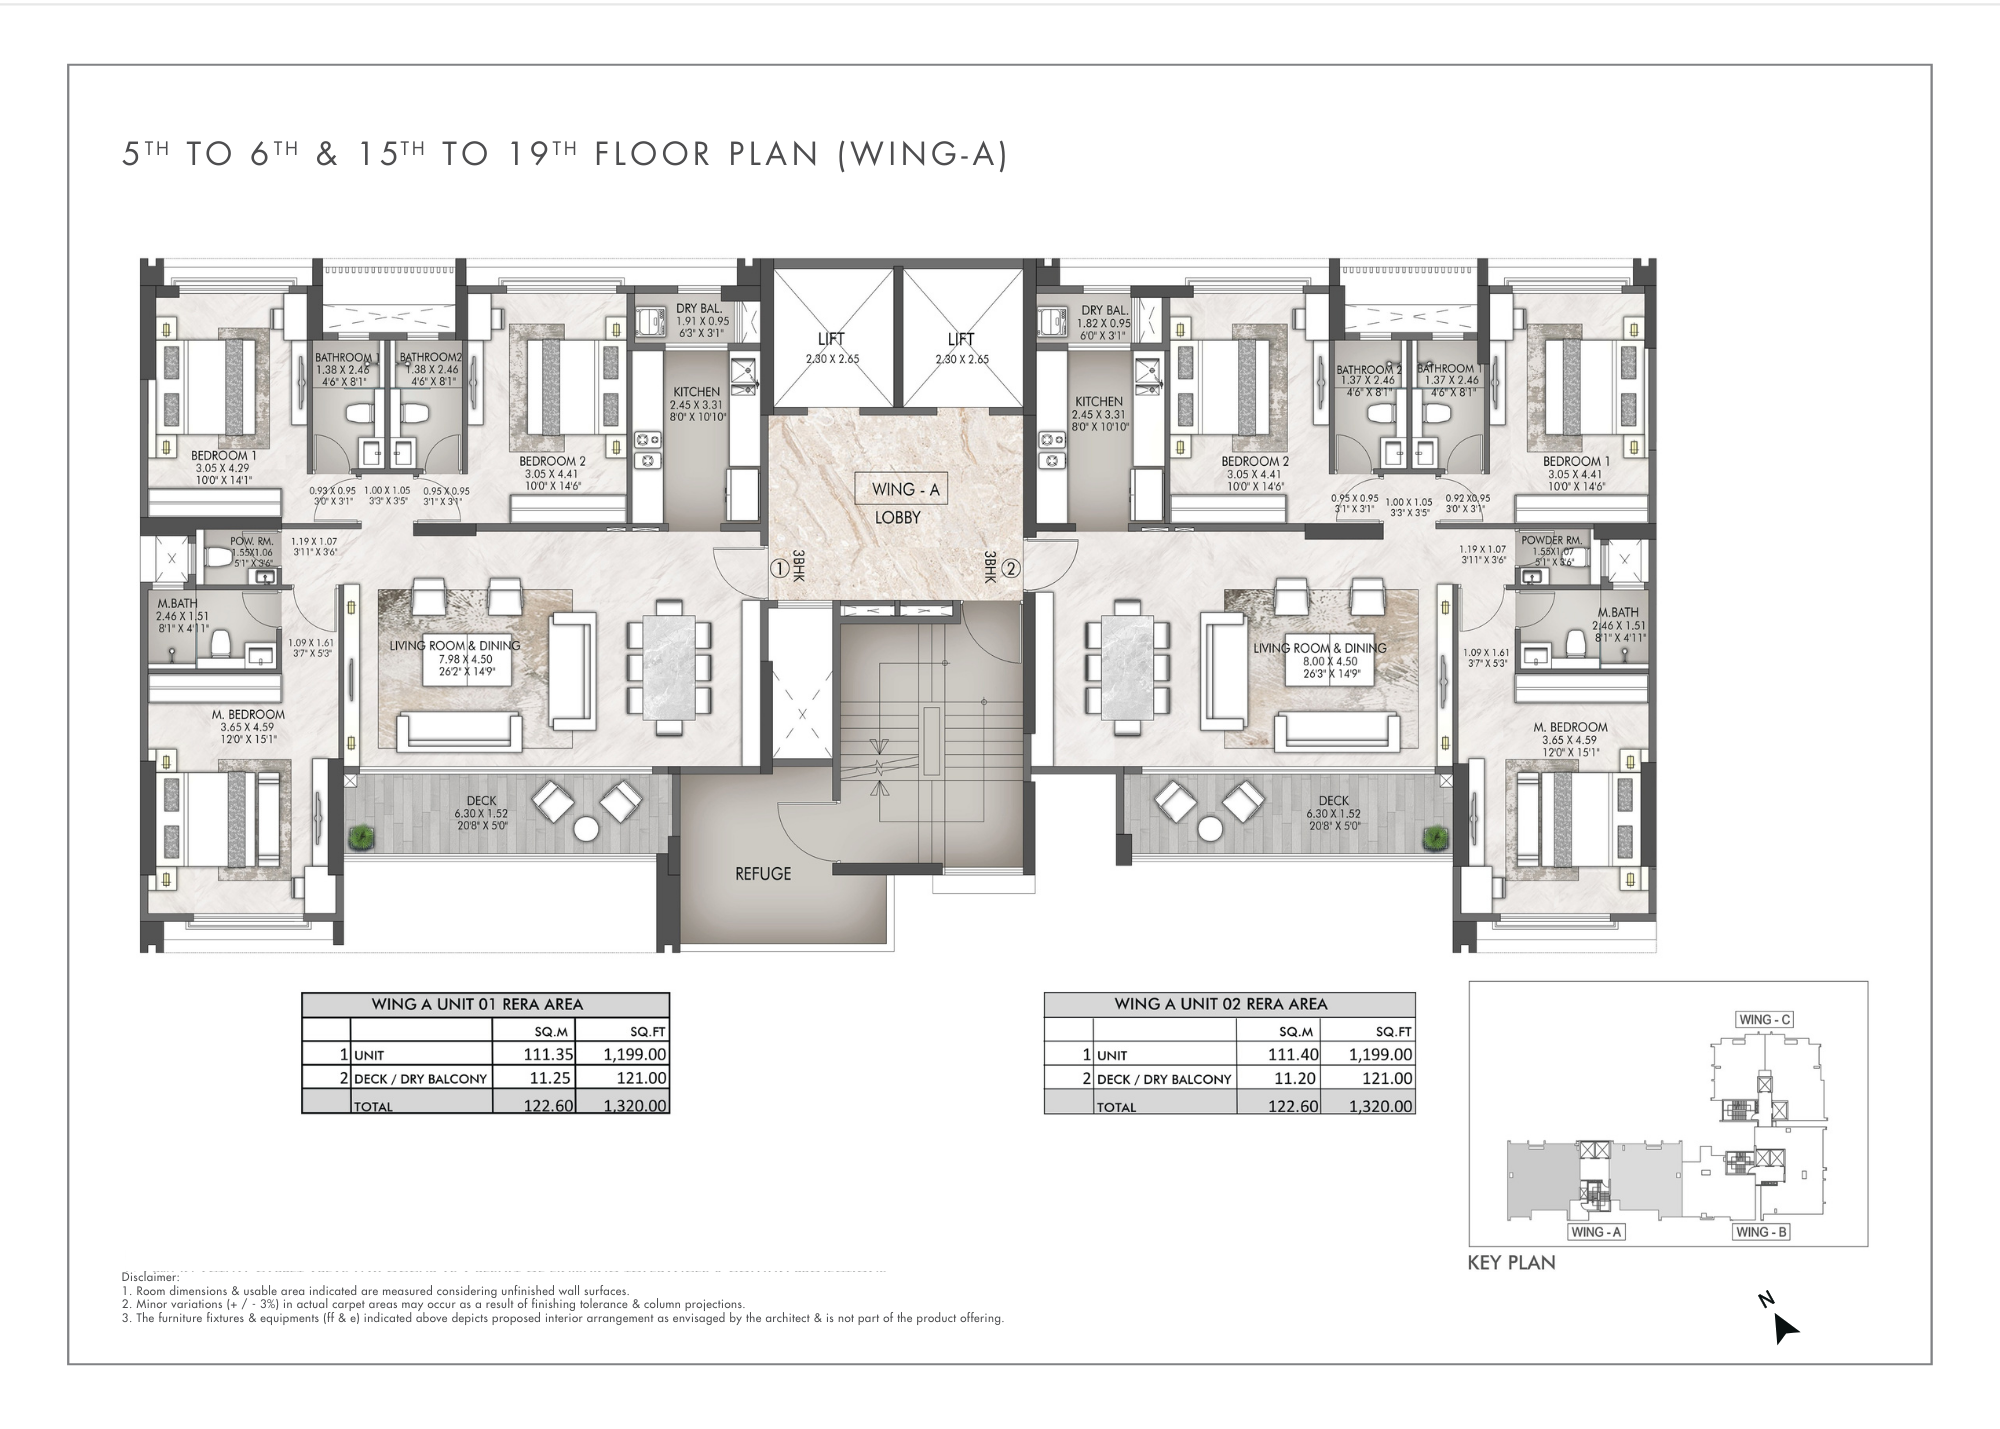 5TH TO 6TH & 15TH TO 19TH FLOOR PLAN (WING-A)
BEDROOM 1
3.05 X 4.29
10'0" X 14'1"
BATHROOM 1
1.38 X 2.46
4'6" X 8'1"
BATHROOM2
1.38 X 2.46
4'6" X 8'1"
BEDROOM 2
3.05 X 4.41
10'0" X 14'6"
DRY BAL.
1.91 X 0.95
6'3" X 3'1"
KITCHEN
2.45 X 3.31
8'0" X 10'10"
0.93 X 0.95
3'0" X 3'1"
1.00 X 1.05
3'3" X 3'5"
0.95 X 0.95
3'1" X 3'1"
POW. RM.
1.55X1.06
5'1" X 3'6"
1.19 X 1.07
3'11" X 3'6"
M.BATH
2.46 X 1.51
8'1" X 4'11"
1.09 X 1.61
3'7" X 5'3"
LIVING ROOM & DINING
7.98 X 4.50
26'2" X 14'9"
M. BEDROOM
3.65 X 4.59
12'0" X 15'1"
DECK
6.30 X 1.52
20'8" X 5'0"
LIFT
2.30 X 2.65
LIFT
2.30 X 2.65
WING - A
LOBBY
1
3BHK
3BHK
2
REFUGE
DRY BAL.
1.82 X 0.95
6'0" X 3'1"
KITCHEN
2.45 X 3.31
8'0" X 10'10"
BEDROOM 2
3.05 X 4.41
10'0" X 14'6"
BATHROOM 2
1.37 X 2.46
4'6" X 8'1"
BATHROOM 1
1.37 X 2.46
4'6" X 8'1"
BEDROOM 1
3.05 X 4.41
10'0" X 14'6"
0.95 X 0.95
3'1" X 3'1"
1.00 X 1.05
3'3" X 3'5"
0.92 X0.95
3'0" X 3'1"
1.19 X 1.07
3'11" X 3'6"
POWDER RM.
1.55X1.07
5'1" X 3'6"
M.BATH
2.46 X 1.51
8'1" X 4'11"
1.09 X 1.61
3'7" X 5'3"
LIVING ROOM & DINING
8.00 X 4.50
26'3" X 14'9"
M. BEDROOM
3.65 X 4.59
12'0" X 15'1"
DECK
6.30 X 1.52
20'8" X 5'0"
WING A UNIT 01 RERA AREA
SQ.M SQ.FT
1 UNIT 111.35 1,199.00
2 DECK / DRY BALCONY 11.25 121.00
TOTAL 122.60 1,320.00
WING A UNIT 02 RERA AREA
SQ.M SQ.FT
1 UNIT 111.40 1,199.00
2 DECK / DRY BALCONY 11.20 121.00
TOTAL 122.60 1,320.00
WING - C
WING - A
WING - B
KEY PLAN
N
Disclaimer:
1. Room dimensions & usable area indicated are measured considering unfinished wall surfaces.
2. Minor variations (+ / - 3%) in actual carpet areas may occur as a result of finishing tolerance & column projections.
3. The furniture fixtures & equipments (ff & e) indicated above depicts proposed interior arrangement as envisaged by the architect & is not part of the product offering.